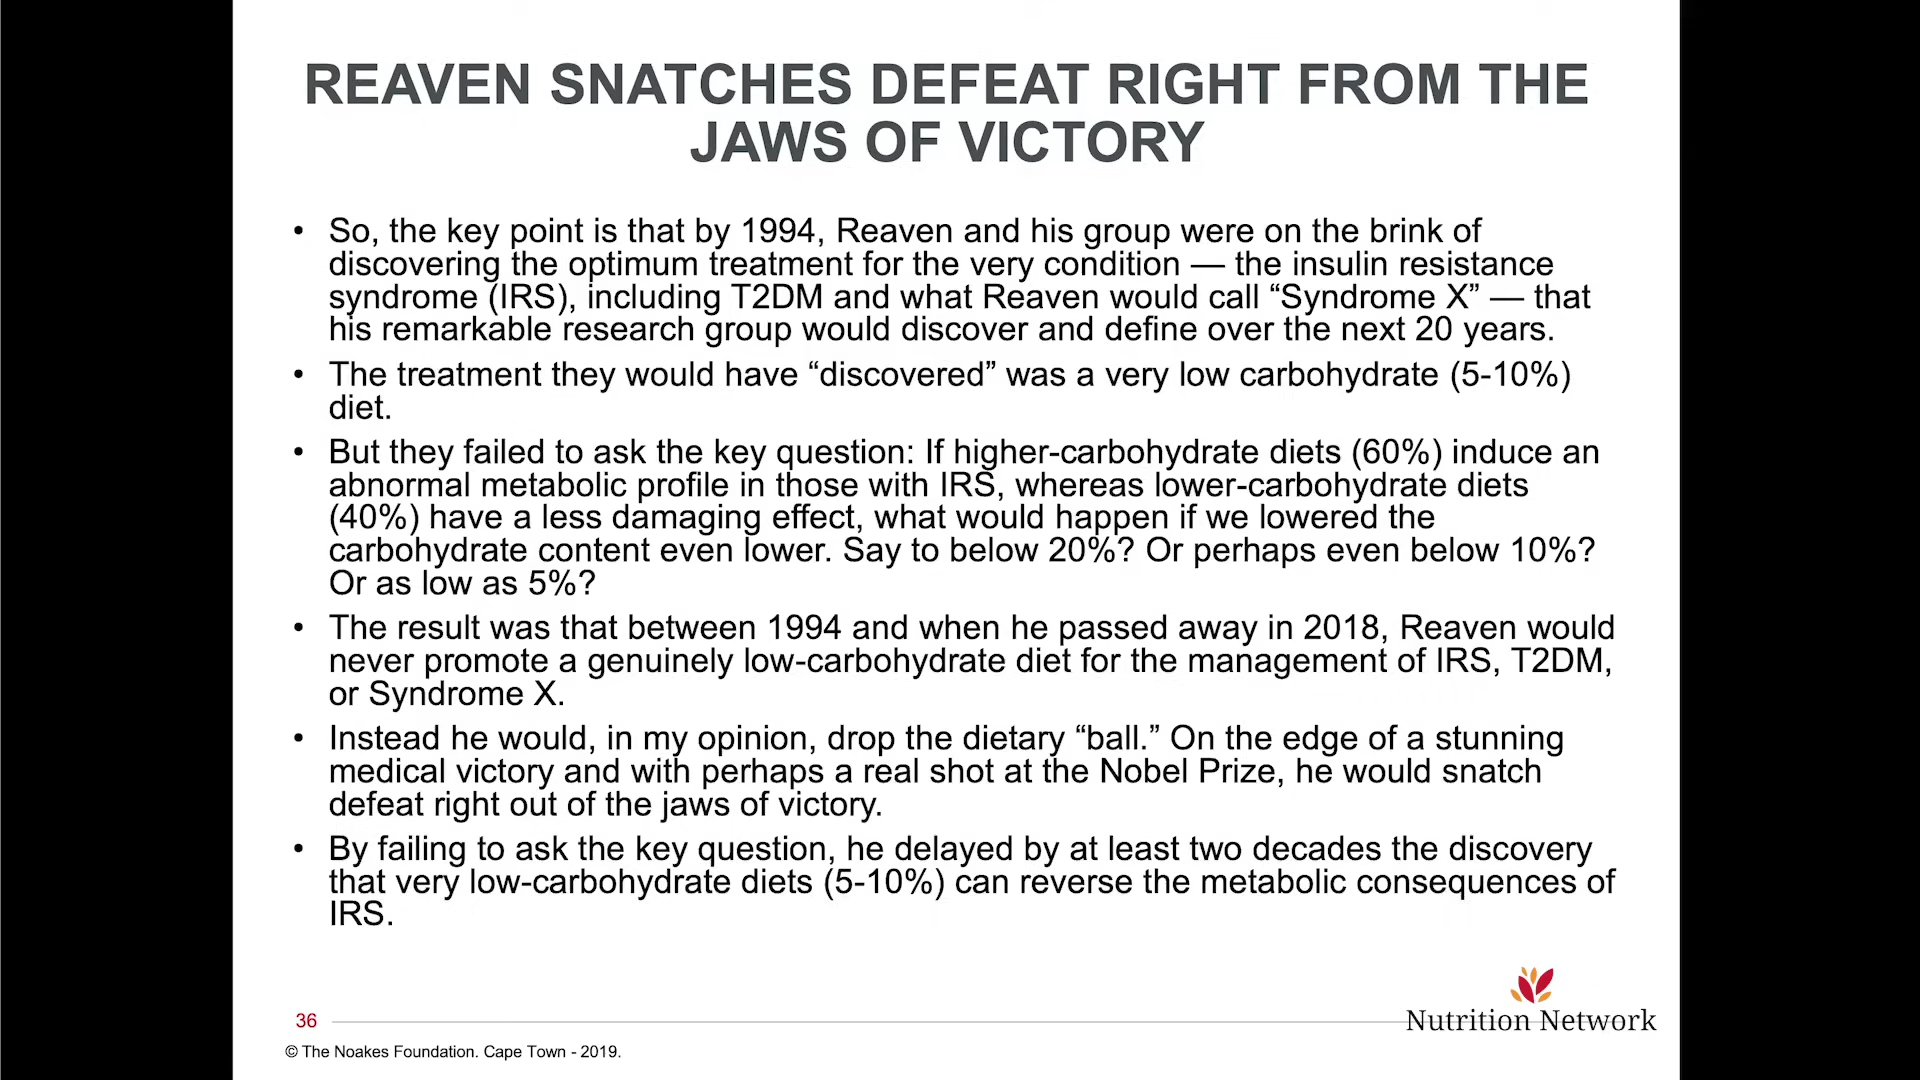 REAVEN SNATCHES DEFEAT RIGHT FROM THE
JAWS OF VICTORY
• So, the key point is that by 1994, Reaven and his group were on the brink of
discovering the optimum treatment for the very condition — the insulin resistance
syndrome (IRS), including T2DM and what Reaven would call “Syndrome X” — that
his remarkable research group would discover and define over the next 20 years.
• The treatment they would have “discovered” was a very low carbohydrate (5-10%)
diet.
• But they failed to ask the key question: If higher-carbohydrate diets (60%) induce an
abnormal metabolic profile in those with IRS, whereas lower-carbohydrate diets
(40%) have a less damaging effect, what would happen if we lowered the
carbohydrate content even lower. Say to below 20%? Or perhaps even below 10%?
Or as low as 5%?
• The result was that between 1994 and when he passed away in 2018, Reaven would
never promote a genuinely low-carbohydrate diet for the management of IRS, T2DM,
or Syndrome X.
• Instead he would, in my opinion, drop the dietary “ball.” On the edge of a stunning
medical victory and with perhaps a real shot at the Nobel Prize, he would snatch
defeat right out of the jaws of victory.
• By failing to ask the key question, he delayed by at least two decades the discovery
that very low-carbohydrate diets (5-10%) can reverse the metabolic consequences of
IRS.
36
Nutrition Network
© The Noakes Foundation. Cape Town - 2019.